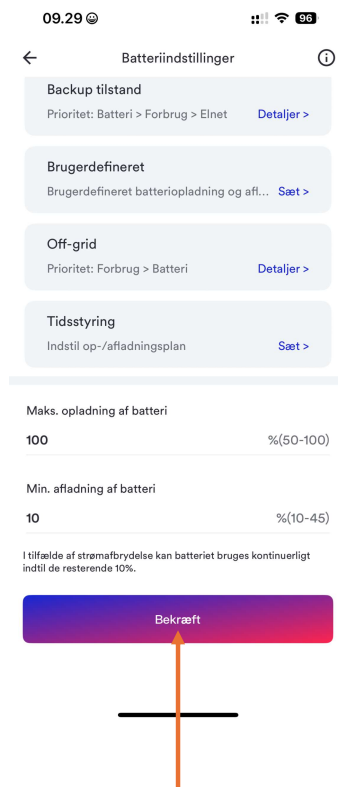 09.29
96
Batteriindstillinger
Backup tilstand
Prioritet: Batteri > Forbrug > Elnet Detaljer >
Brugerdefineret
Brugerdefineret batteriopladning og afl... Sæt >
Off-grid
Prioritet: Forbrug > Batteri Detaljer >
Tidsstyring
Indstil op-/afladningsplan Sæt >
Maks. opladning af batteri
100 %(50-100)
Min. afladning af batteri
10 %(10-45)
I tilfælde af strømafbrydelse kan batteriet bruges kontinuerligt
indtil de resterende 10%.
Bekræft